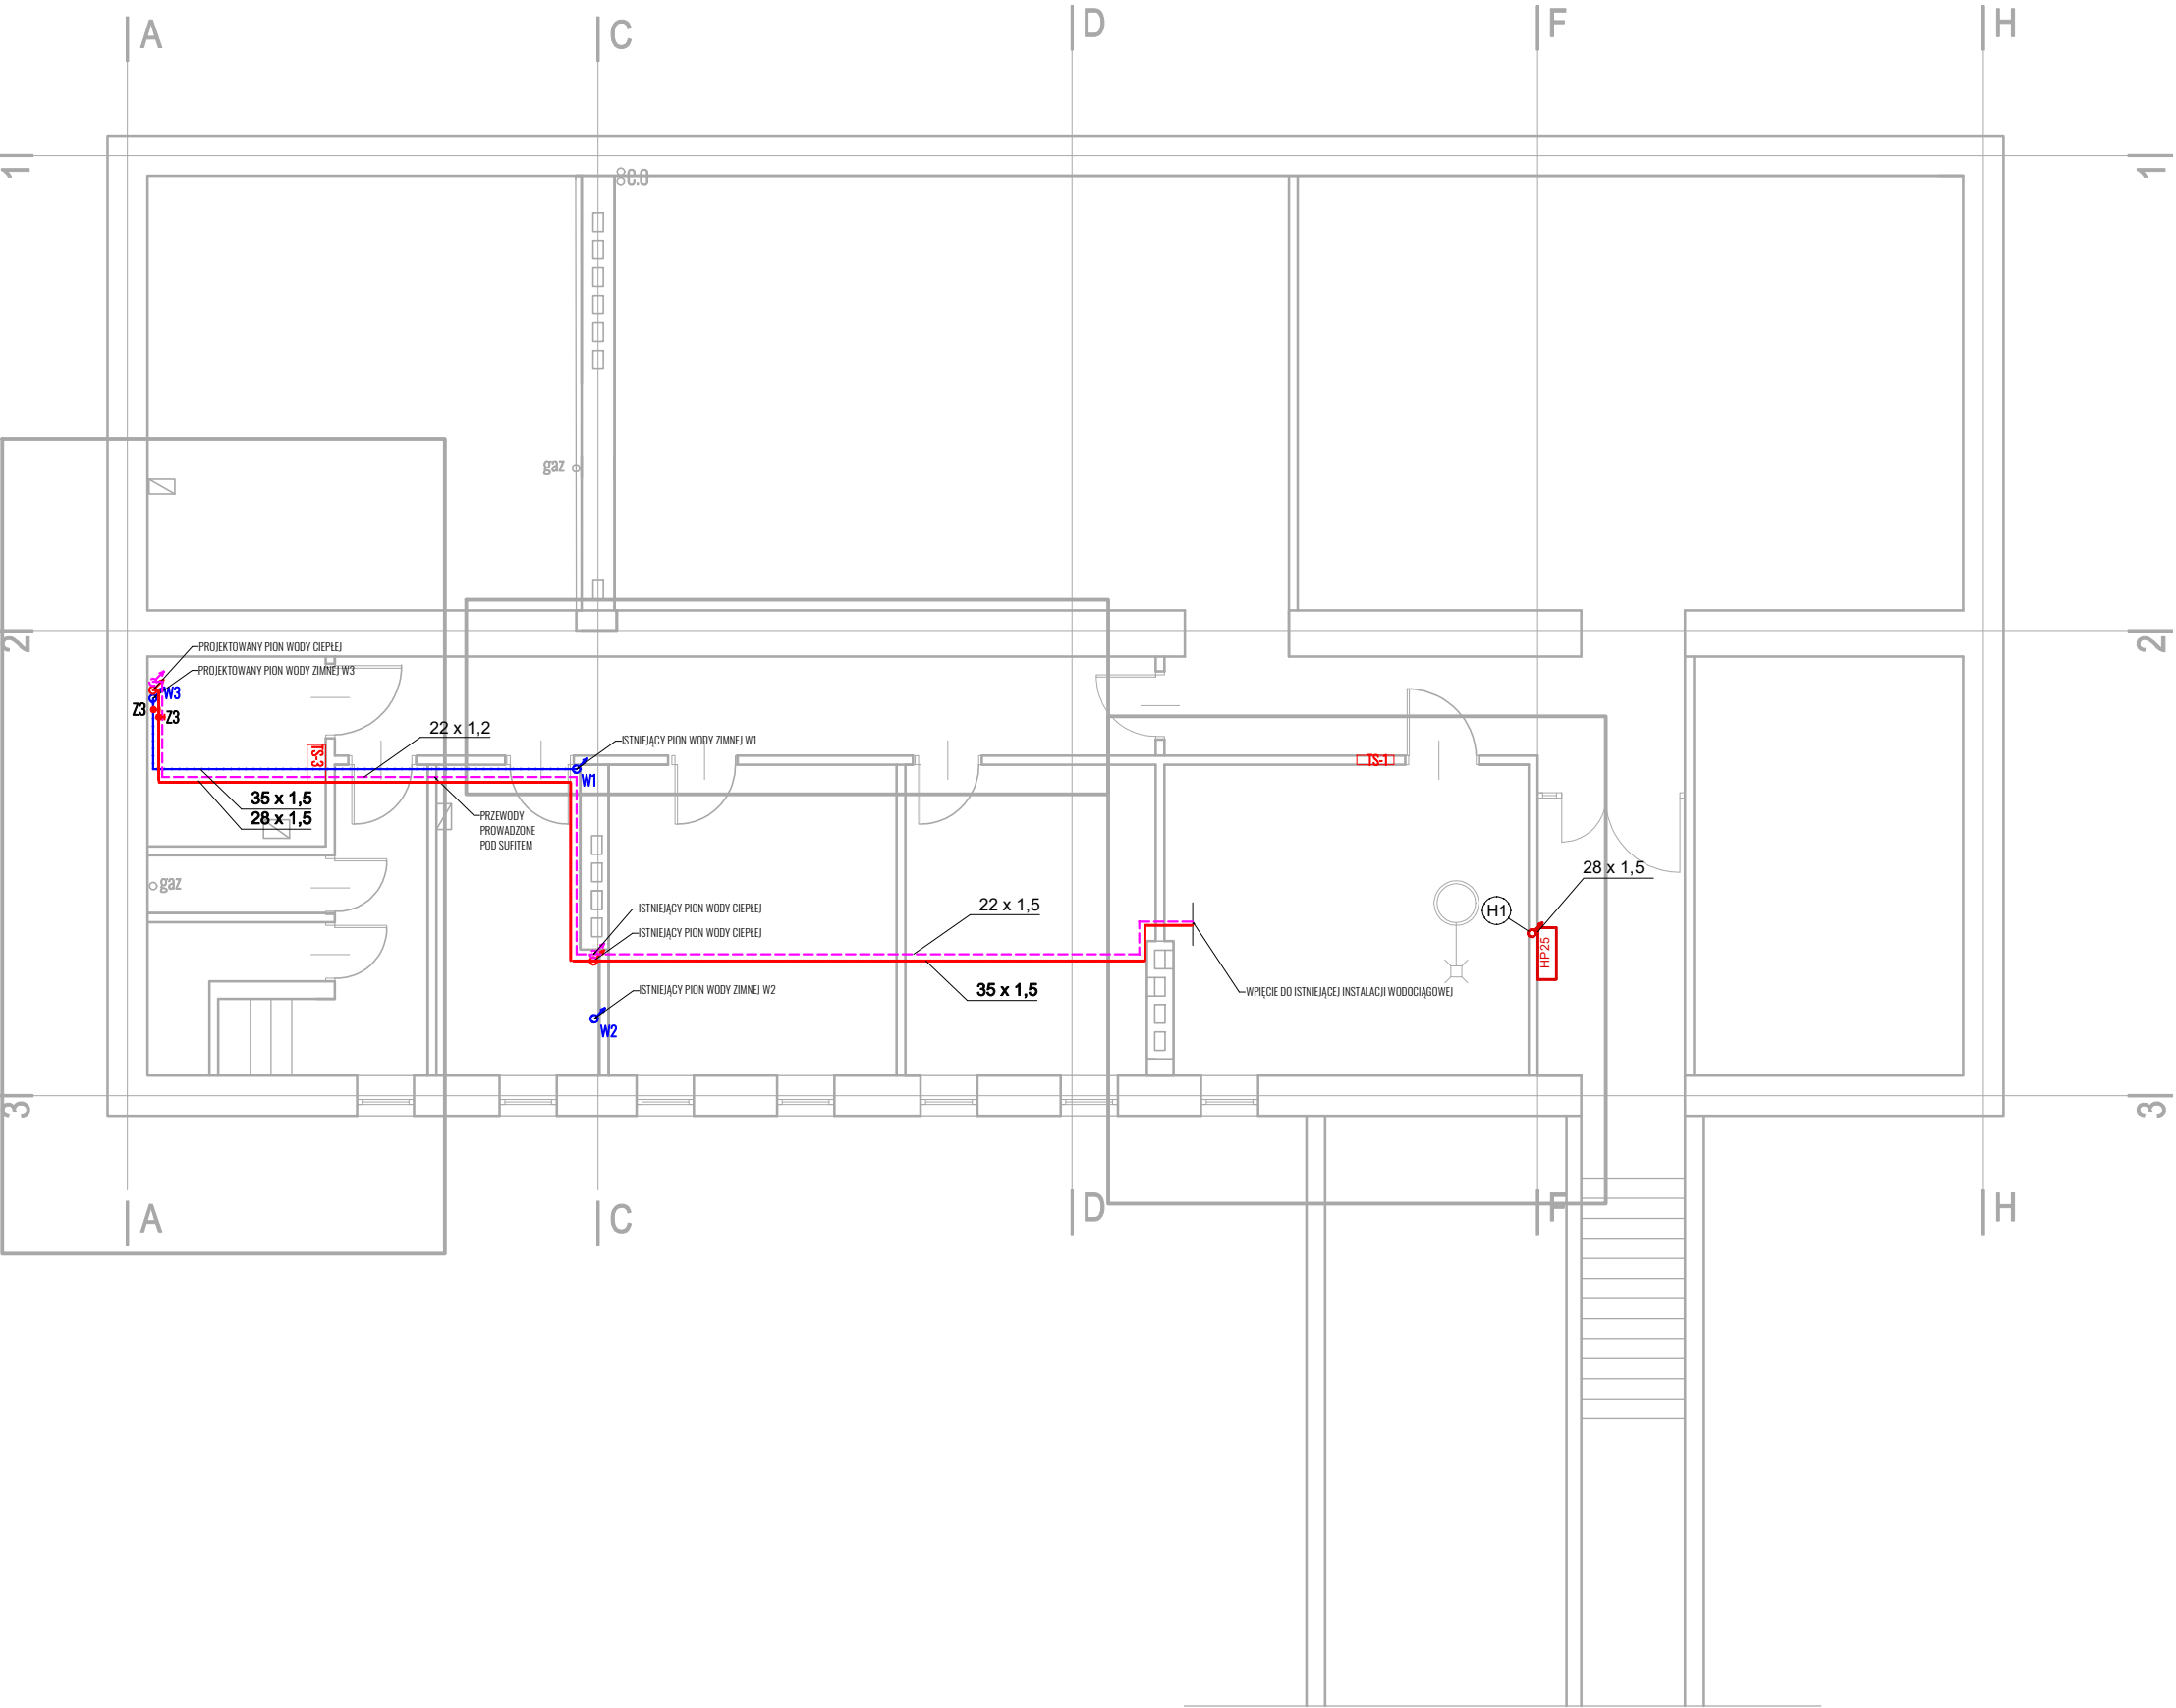 A
C
D
F
H
1
1
C.O
gaz
2
2
PROJEKTOWANY PION WODY CIEPŁEJ
PROJEKTOWANY PION WODY ZIMNEJ W3
W3
Z3
Z3
22 x 1,2
ISTNIEJĄCY PION WODY ZIMNEJ W1
TS-3
TS-1
W1
35 x 1,5
28 x 1,5
PRZEWODY
PROWADZONE
POD SUFITEM
28 x 1,5
gaz
ISTNIEJĄCY PION WODY CIEPŁEJ
22 x 1,5
H1
ISTNIEJĄCY PION WODY CIEPŁEJ
HP25
ISTNIEJĄCY PION WODY ZIMNEJ W2
35 x 1,5
WPIĘCIE DO ISTNIEJĄCEJ INSTALACJI WODOCIĄGOWEJ
W2
3
3
A
C
D
F
H